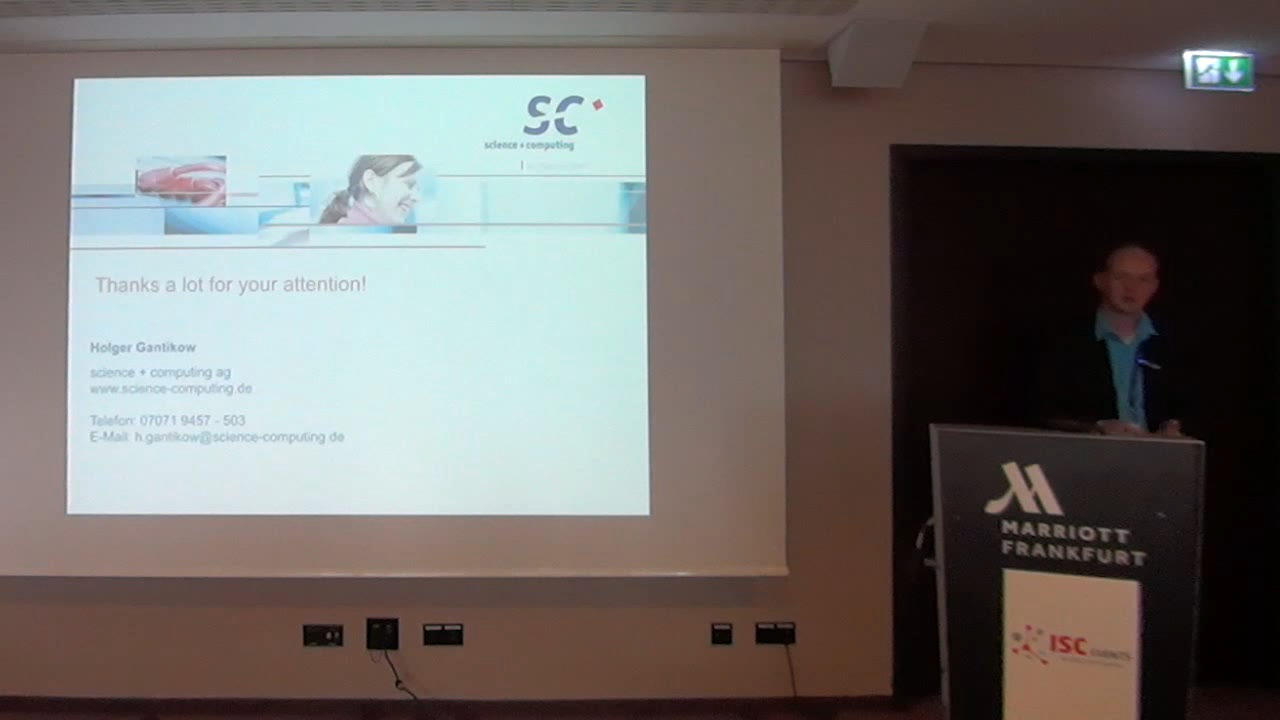 SC
science + computing
Thanks a lot for your attention!
Holger Gantikow
science + computing ag
www.science-computing.de
Telefon: 07071 9457 - 503
E-Mail: h.gantikow@science-computing.de
MARRIOTT
FRANKFURT
ISC EVENTS